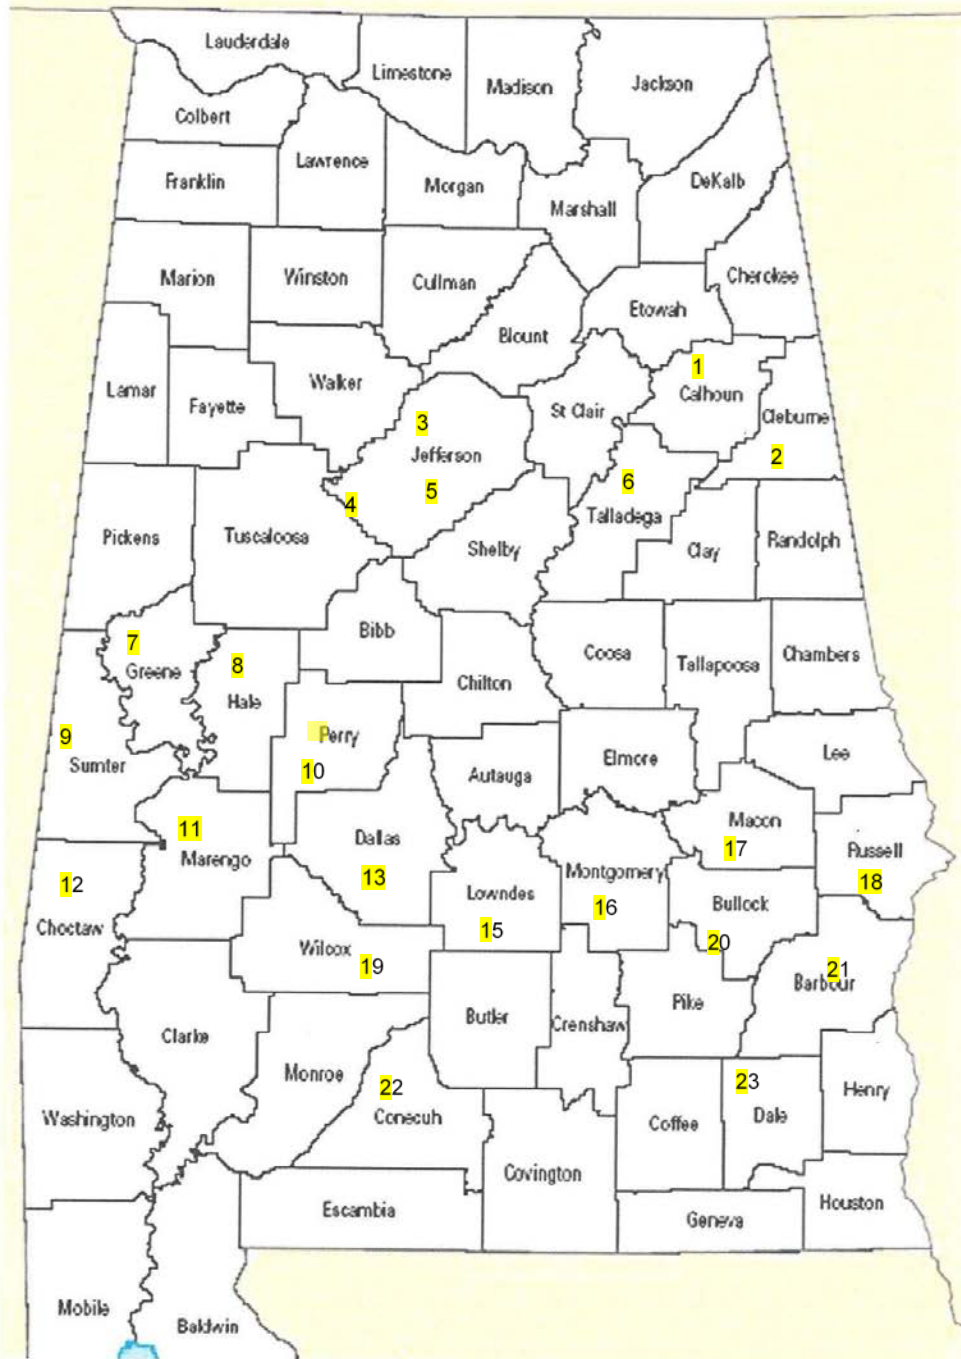 Lauderdale
Limestone
Madison
Jackson
Colbert
Lawrence
Franklin
Morgan
DeKalb
Marshall
Marion
Winston
Cullman
Cherokee
Etowah
Blount
1
Calhoun
Lamar
Walker
Fayette
St Clair
Cleburne
2
3
Jefferson
4
5
6
Talladega
Pickens
Tuscaloosa
Shelby
Clay
Randolph
7
Greene
8
Hale
Bibb
Chilton
Coosa
Tallapoosa
Chambers
9
Sumter
Perry
10
Autauga
Elmore
Lee
11
Marengo
Dallas
13
Macon
17
Russell
18
12
Choctaw
Lowndes
15
Montgomery
16
Bullock
20
Wilcox
19
21
Barbour
Clarke
Butler
Crenshaw
Pike
Monroe
22
Conecuh
23
Dale
Henry
Washington
Coffee
Covington
Escambia
Geneva
Houston
Mobile
Baldwin